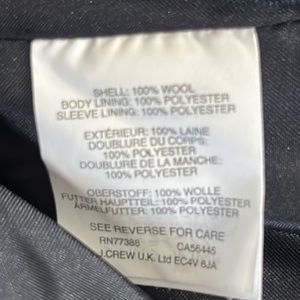 SHELL: 100% WOOL
BODY LINING: 100% POLYESTER
SLEEVE LINING: 100% POLYESTER
EXTÉRIEUR: 100% LAINE
DOUBLURE DU CORPS:
100% POLYESTER
DOUBLURE DE LA MANCHE:
100% POLYESTER
OBERSTOFF: 100% WOLLE
FUTTER HAUPTTEIL: 100% POLYESTER
ÄRMELFUTTER: 100% POLYESTER
SEE REVERSE FOR CARE
RN77388 CA56445
J.CREW U.K. Ltd EC4V 6JA